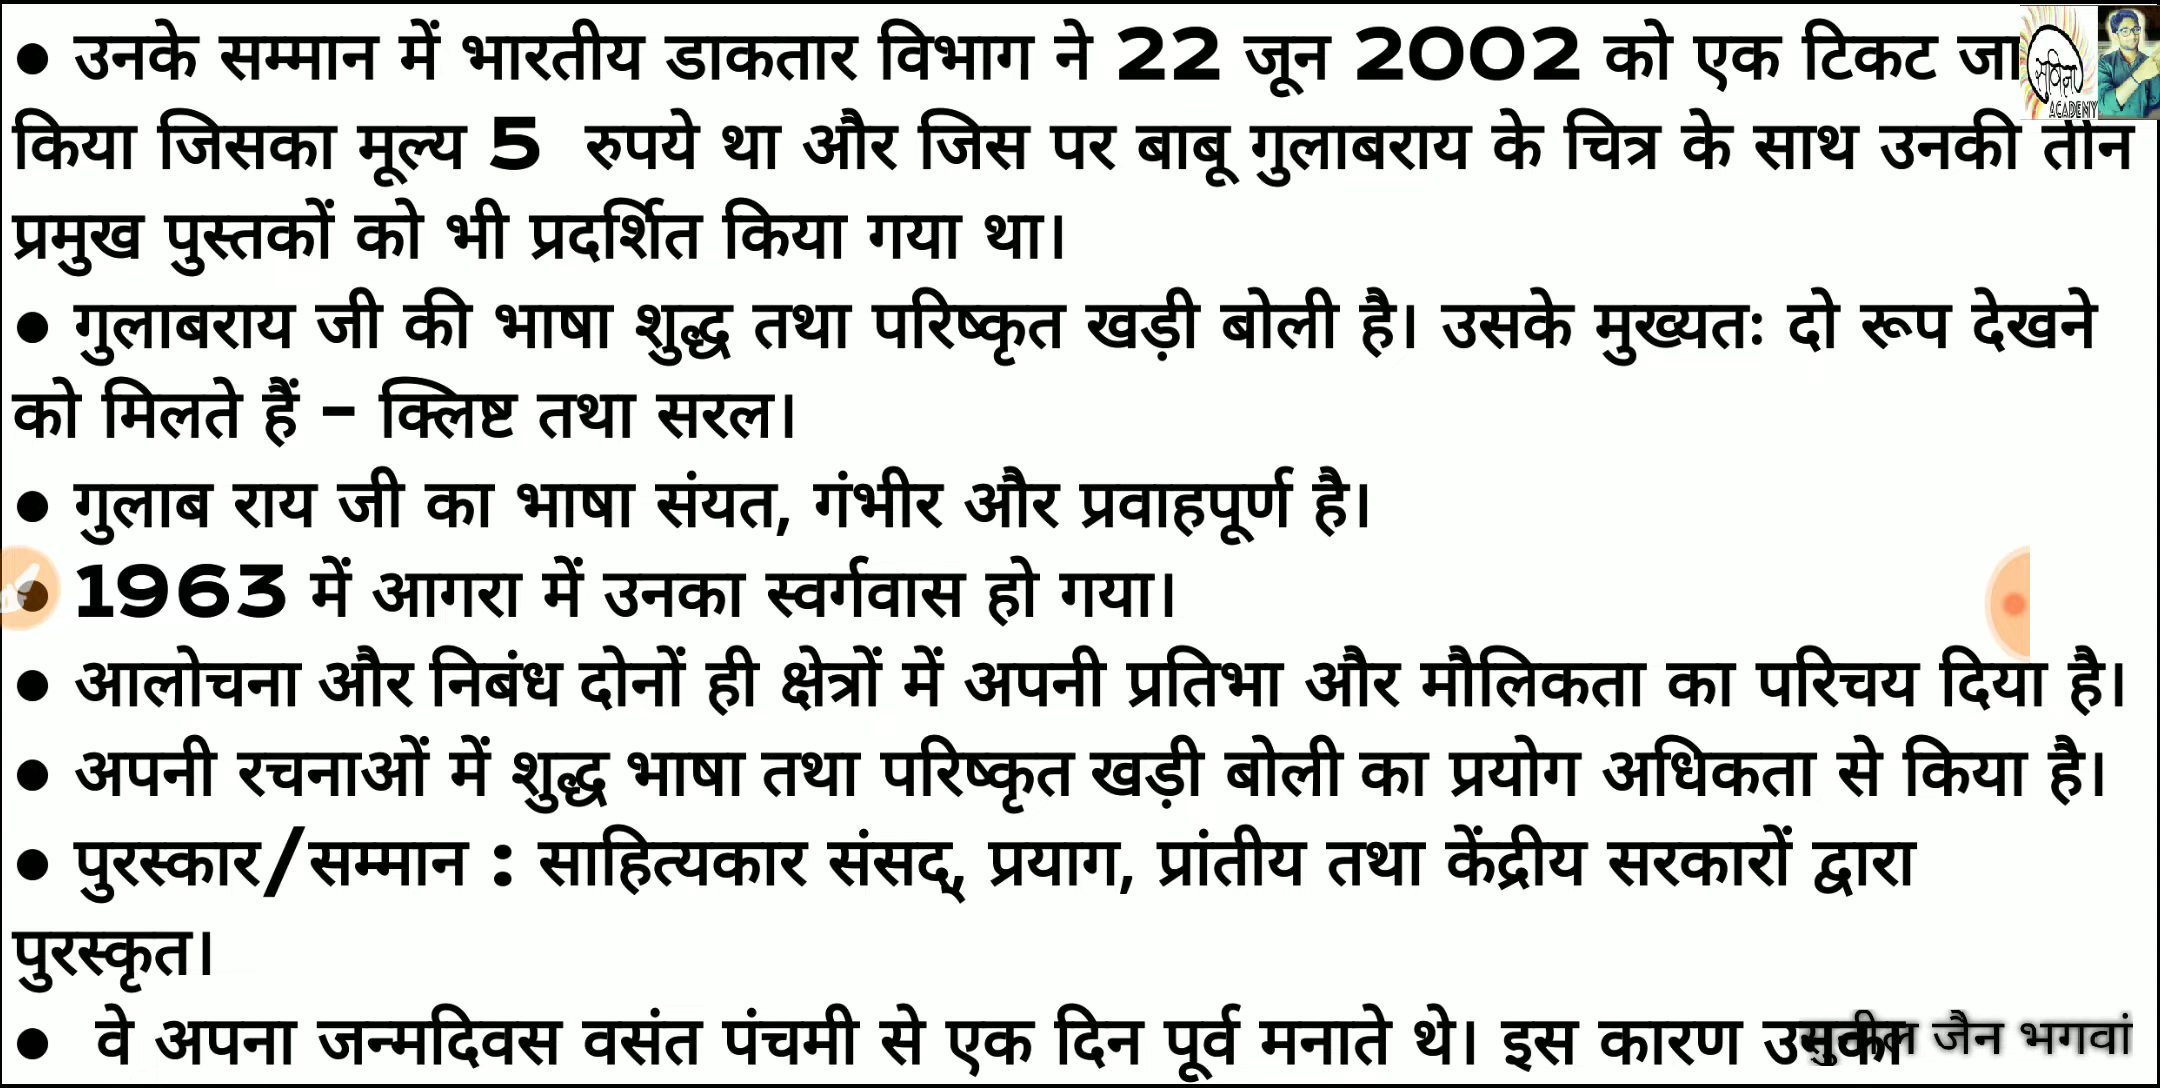 ● उनके सम्मान में भारतीय डाकतार विभाग ने 22 जून 2002 को एक टिकट जा
किया जिसका मूल्य 5 रुपये था और जिस पर बाबू गुलाबराय के चित्र के साथ उनकी तीन
प्रमुख पुस्तकों को भी प्रदर्शित किया गया था।
● गुलाबराय जी की भाषा शुद्ध तथा परिष्कृत खड़ी बोली है। उसके मुख्यतः दो रूप देखने
को मिलते हैं – क्लिष्ट तथा सरल।
● गुलाब राय जी का भाषा संयत, गंभीर और प्रवाहपूर्ण है।
● 1963 में आगरा में उनका स्वर्गवास हो गया।
● आलोचना और निबंध दोनों ही क्षेत्रों में अपनी प्रतिभा और मौलिकता का परिचय दिया है।
● अपनी रचनाओं में शुद्ध भाषा तथा परिष्कृत खड़ी बोली का प्रयोग अधिकता से किया है।
● पुरस्कार/सम्मान : साहित्यकार संसद्, प्रयाग, प्रांतीय तथा केंद्रीय सरकारों द्वारा
पुरस्कृत।
● वे अपना जन्मदिवस वसंत पंचमी से एक दिन पूर्व मनाते थे। इस कारण उनका
जैन भगवां
ACADEMY